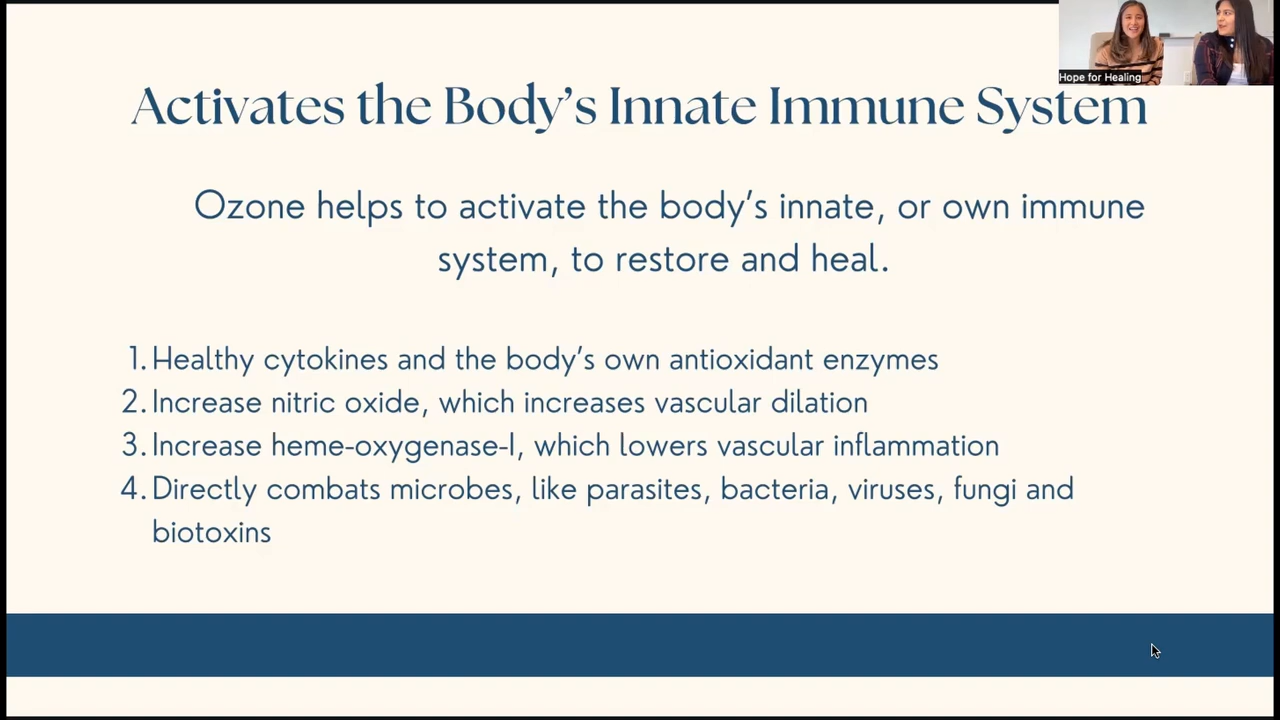 Hope for Healing
Activates the Body's Innate Immune System
Ozone helps to activate the body's innate, or own immune
system, to restore and heal.
1. Healthy cytokines and the body's own antioxidant enzymes
2. Increase nitric oxide, which increases vascular dilation
3. Increase heme-oxygenase-I, which lowers vascular inflammation
4. Directly combats microbes, like parasites, bacteria, viruses, fungi and
biotoxins